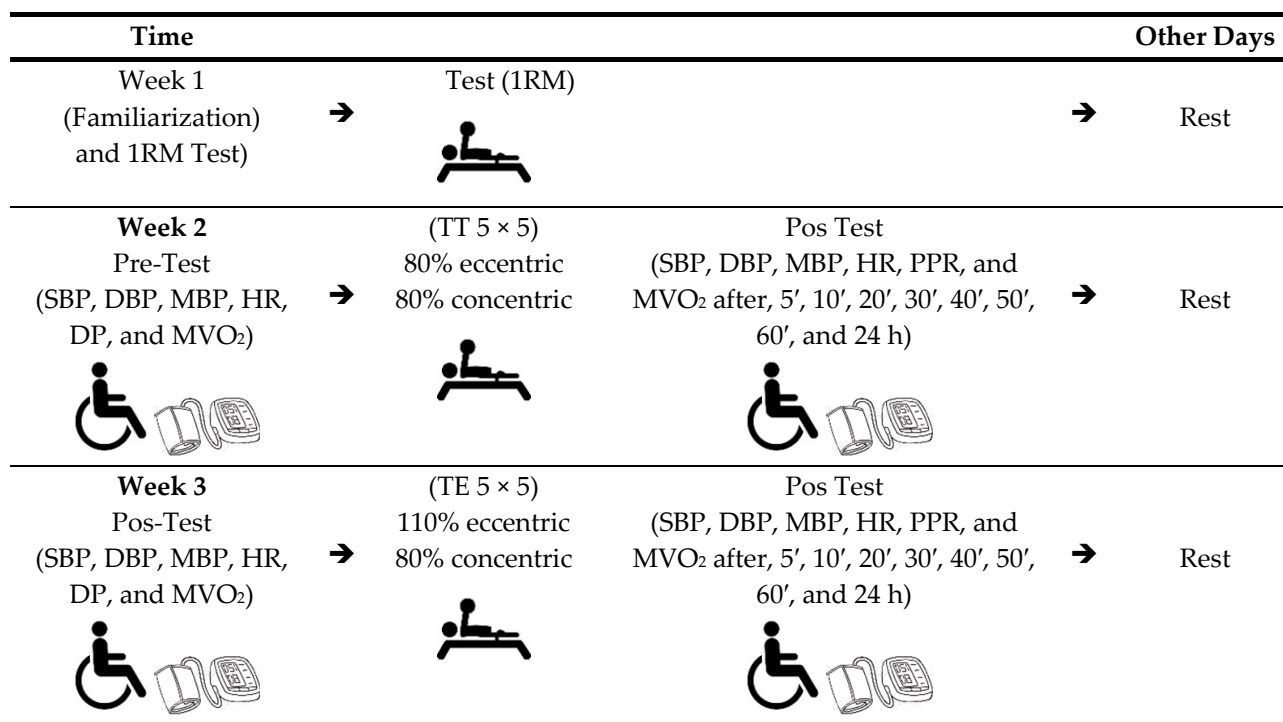 Time
Other Days
Week 1
(Familiarization)
and 1RM Test)
➔
Test (1RM)
➔
Rest
Week 2
Pre-Test
(SBP, DBP, MBP, HR,
DP, and MVO₂)
➔
(TT 5 × 5)
80% eccentric
80% concentric
Pos Test
(SBP, DBP, MBP, HR, PPR, and
MVO₂ after, 5′, 10′, 20′, 30′, 40′, 50′,
60′, and 24 h)
➔
Rest
Week 3
Pos-Test
(SBP, DBP, MBP, HR,
DP, and MVO₂)
➔
(TE 5 × 5)
110% eccentric
80% concentric
Pos Test
(SBP, DBP, MBP, HR, PPR, and
MVO₂ after, 5′, 10′, 20′, 30′, 40′, 50′,
60′, and 24 h)
➔
Rest